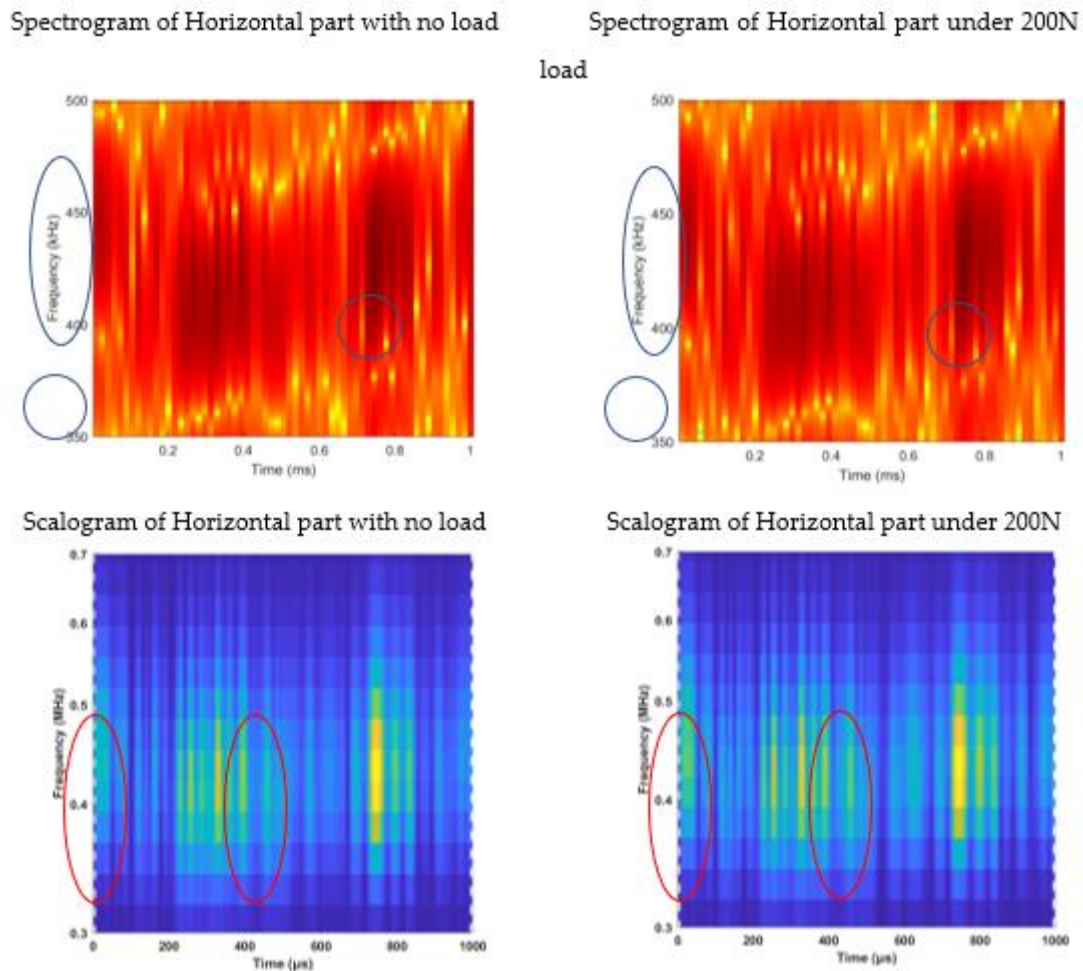 Spectrogram of Horizontal part with no load
Spectrogram of Horizontal part under 200N
load
500
450
400
350
Frequency (kHz)
0.2 0.4 0.6 0.8 1
Time (ms)
500
450
400
350
Frequency (kHz)
0.2 0.4 0.6 0.8 1
Time (ms)
Scalogram of Horizontal part with no load
Scalogram of Horizontal part under 200N
0.7
0.6
0.5
0.4
0.3
Frequency (MHz)
0 200 400 600 800 1000
Time (µs)
0.7
0.6
0.5
0.4
0.3
Frequency (MHz)
0 200 400 600 800 1000
Time (µs)